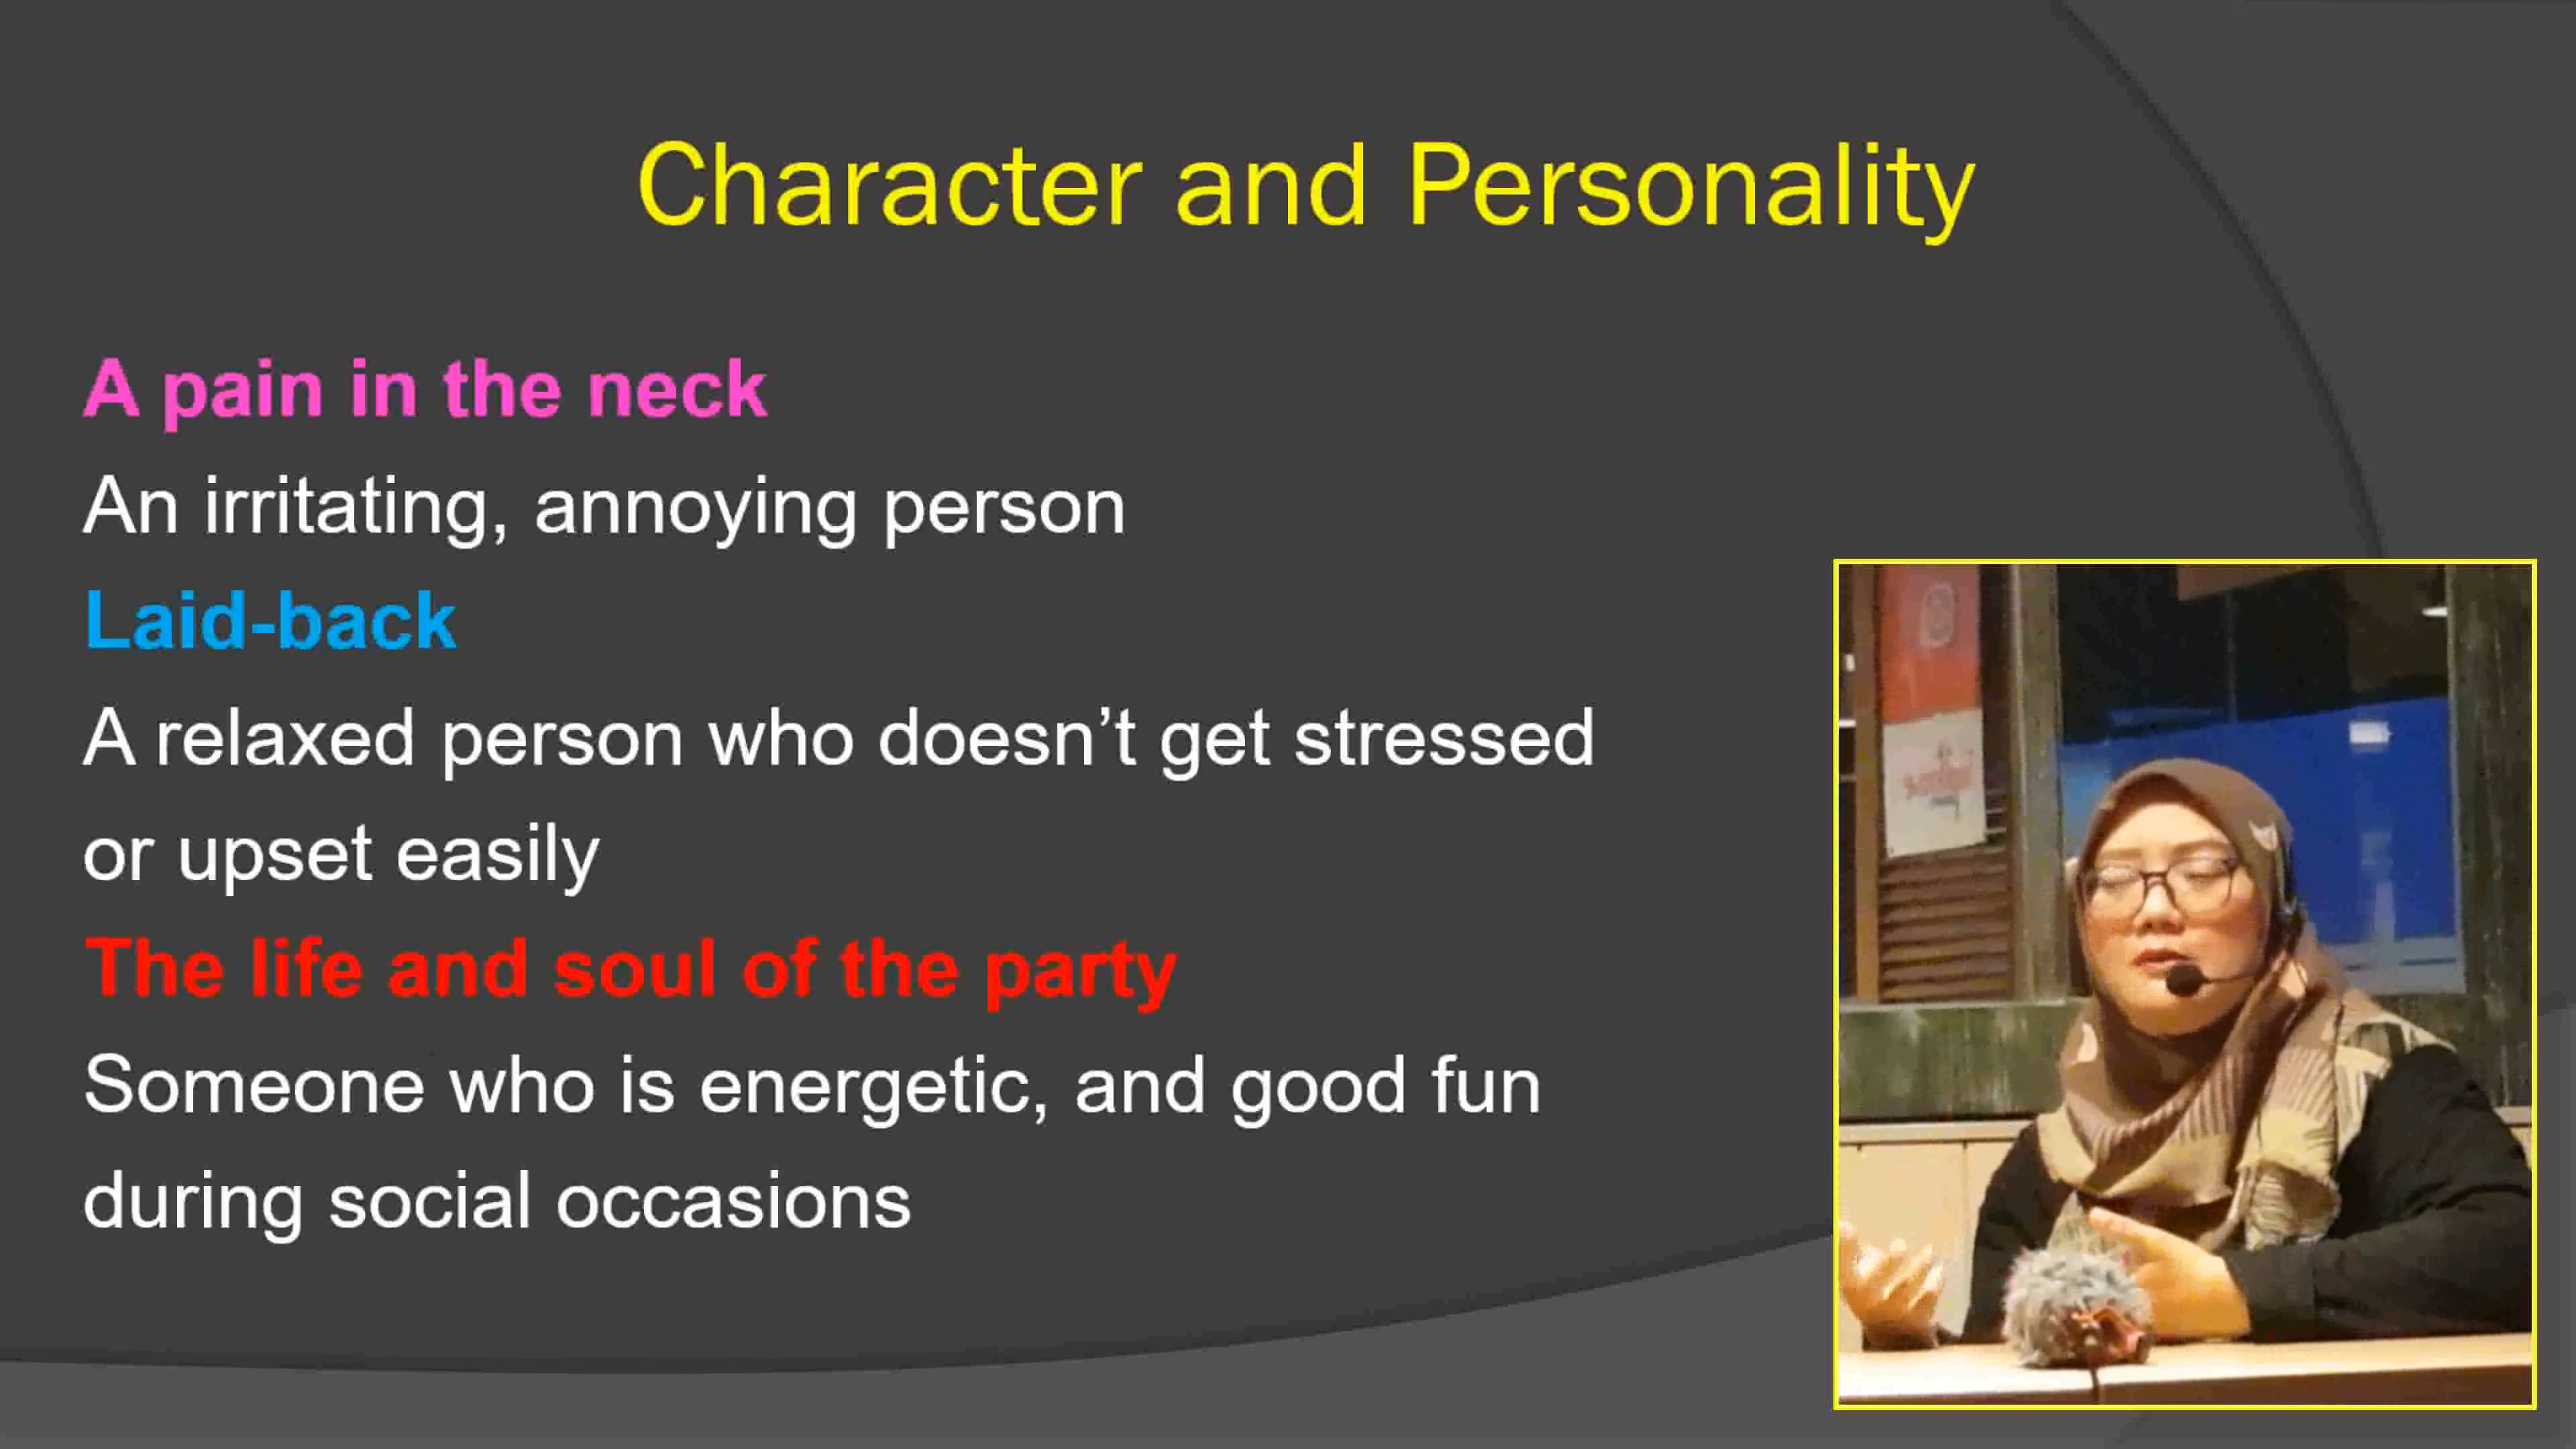 Character and Personality
A pain in the neck
An irritating, annoying person
Laid-back
A relaxed person who doesn’t get stressed
or upset easily
The life and soul of the party
Someone who is energetic, and good fun
during social occasions